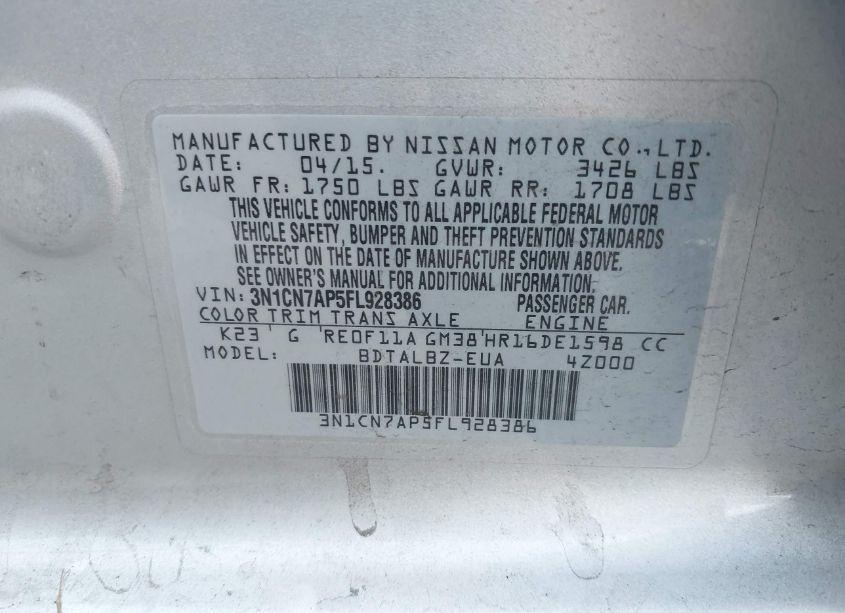 MANUFACTURED BY NISSAN MOTOR CO., LTD.
DATE: 04/15. GVWR: 3426 LBS
GAWR FR: 1750 LBS GAWR RR: 1708 LBS
THIS VEHICLE CONFORMS TO ALL APPLICABLE FEDERAL MOTOR
VEHICLE SAFETY, BUMPER AND THEFT PREVENTION STANDARDS
IN EFFECT ON THE DATE OF MANUFACTURE SHOWN ABOVE.
SEE OWNER'S MANUAL FOR ADDITIONAL INFORMATION.
VIN: 3N1CN7AP5FL928386 PASSENGER CAR.
COLOR TRIM TRANS AXLE ENGINE
K23 ' G 'RE0F11A GM38'HR16DE1598 CC
MODEL: BDTALBZ-EUA 4Z000
3N1CN7AP5FL928386